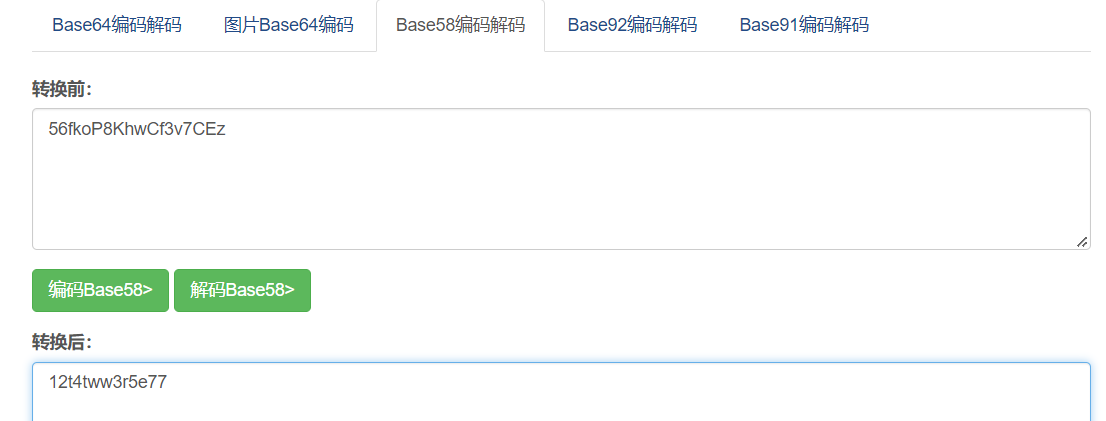 Base64编码解码 图片Base64编码 Base58编码解码 Base92编码解码 Base91编码解码
转换前：
56fkoP8KhwCf3v7CEz
编码Base58> 解码Base58>
转换后：
12t4tww3r5e77